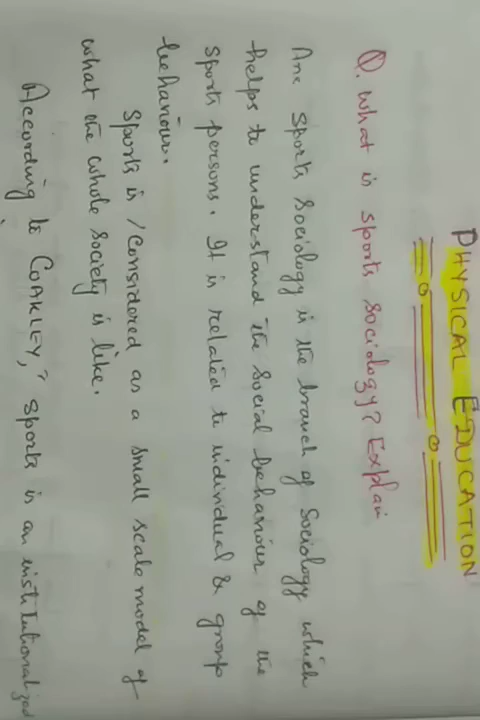 PHYSICAL EDUCATION
Q. What is sports sociology? Explain
Ans Sports Sociology is the branch of Sociology which
helps to understand the social behaviour of the
sports persons. It is related to individual & group
behaviour.
Sports is / Considered as a small scale model of
what the whole society is like.
According to COAKLEY, " Sports is an institutionalized